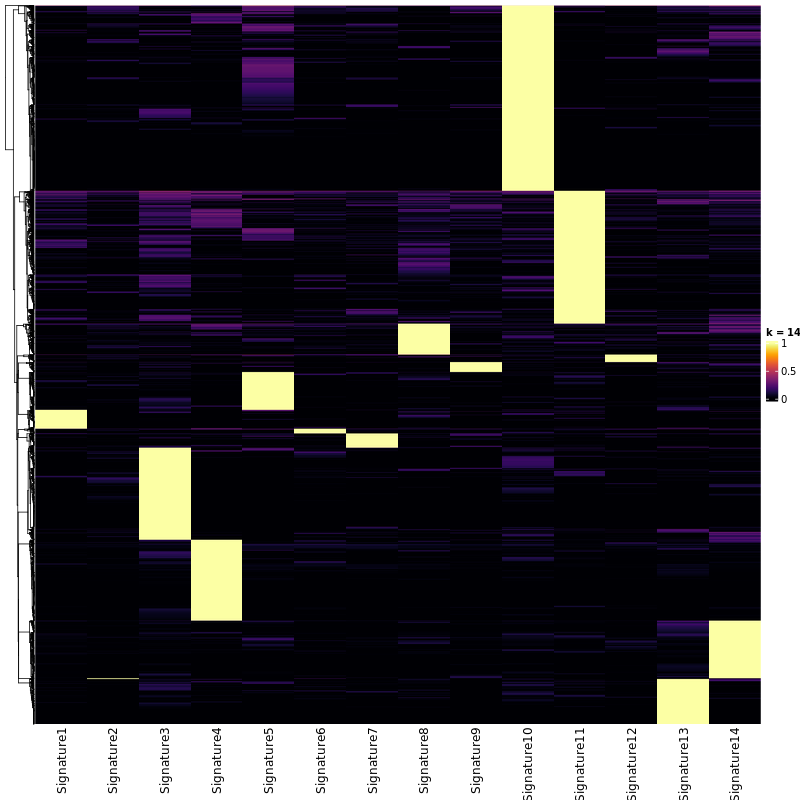 k = 14
1
0.5
0
Signature1
Signature2
Signature3
Signature4
Signature5
Signature6
Signature7
Signature8
Signature9
Signature10
Signature11
Signature12
Signature13
Signature14